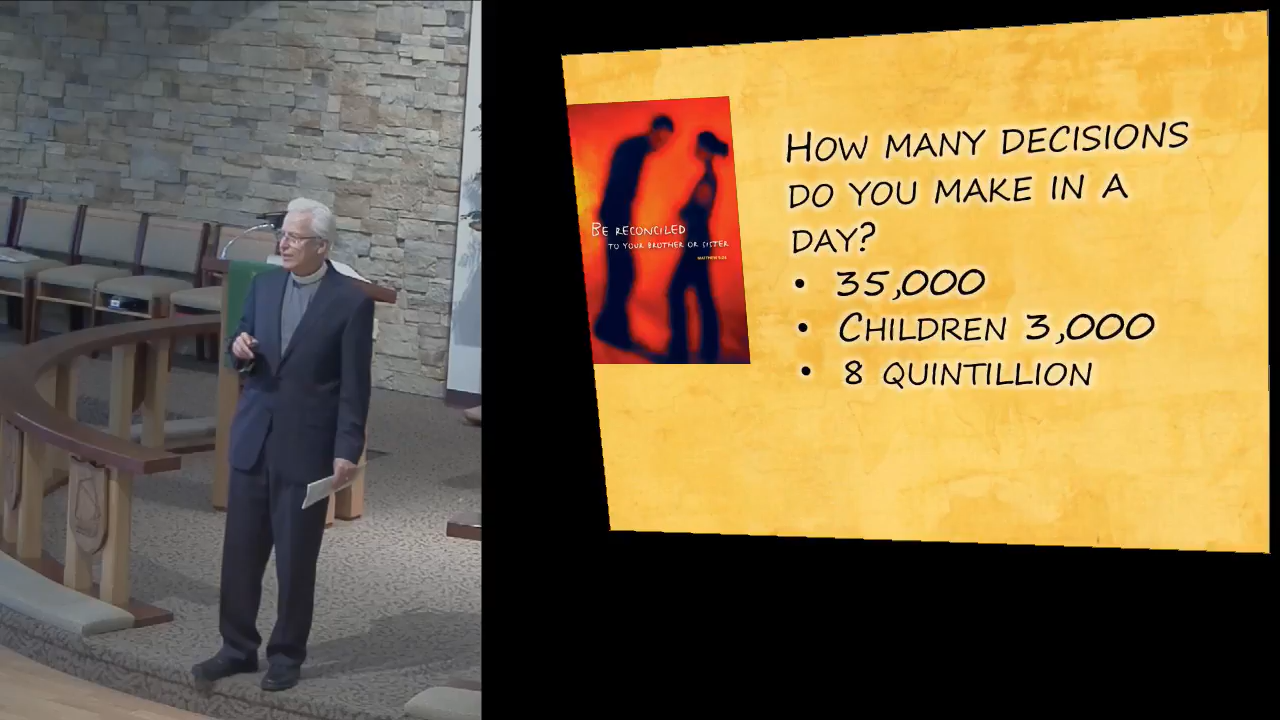 Be reconciled
to your brother or sister
How many decisions
do you make in a
day?
• 35,000
• Children 3,000
• 8 quintillion